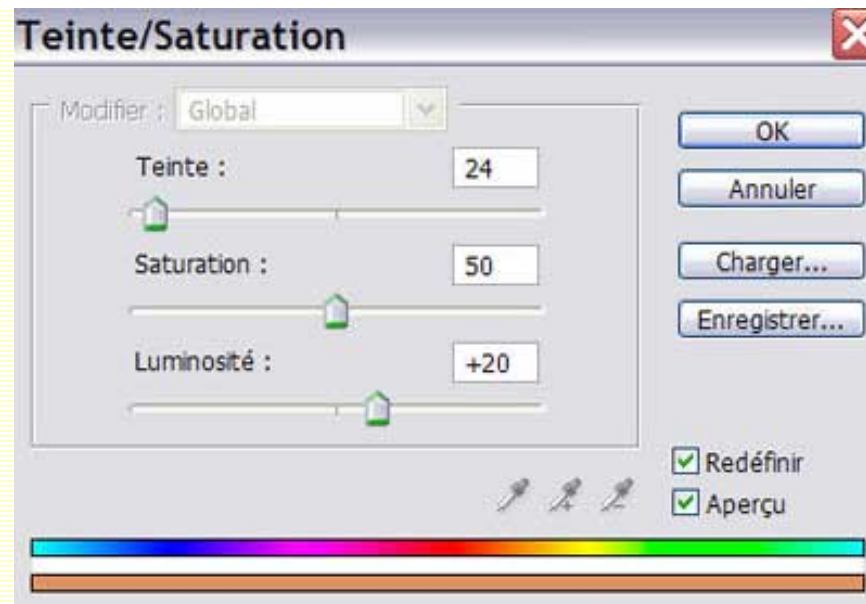 Teinte/Saturation
Modifier : Global
OK
Teinte : 24
Annuler
Saturation : 50
Charger...
Enregistrer...
Luminosité : +20
Redéfinir
Aperçu